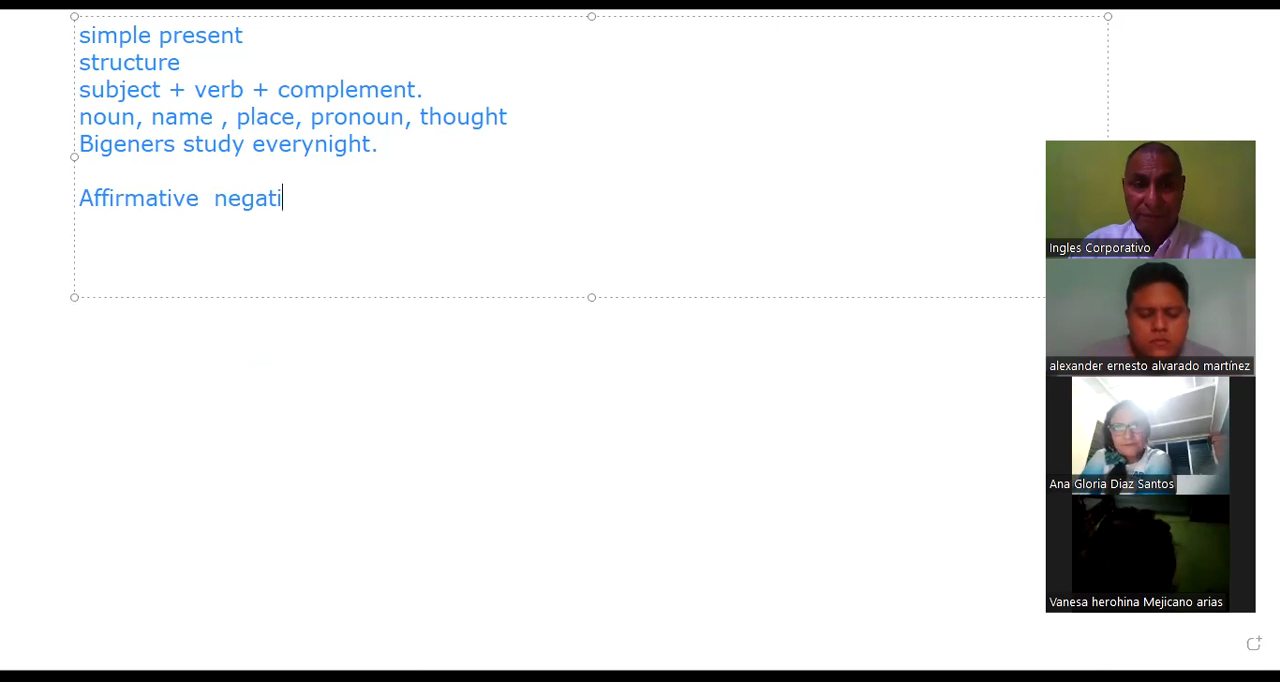 simple present
structure
subject + verb + complement.
noun, name , place, pronoun, thought
Bigeners study everynight.
Affirmative  negati
Ingles Corporativo
alexander ernesto alvarado martínez
Ana Gloria Diaz Santos
Vanesa herohina Mejicano arias